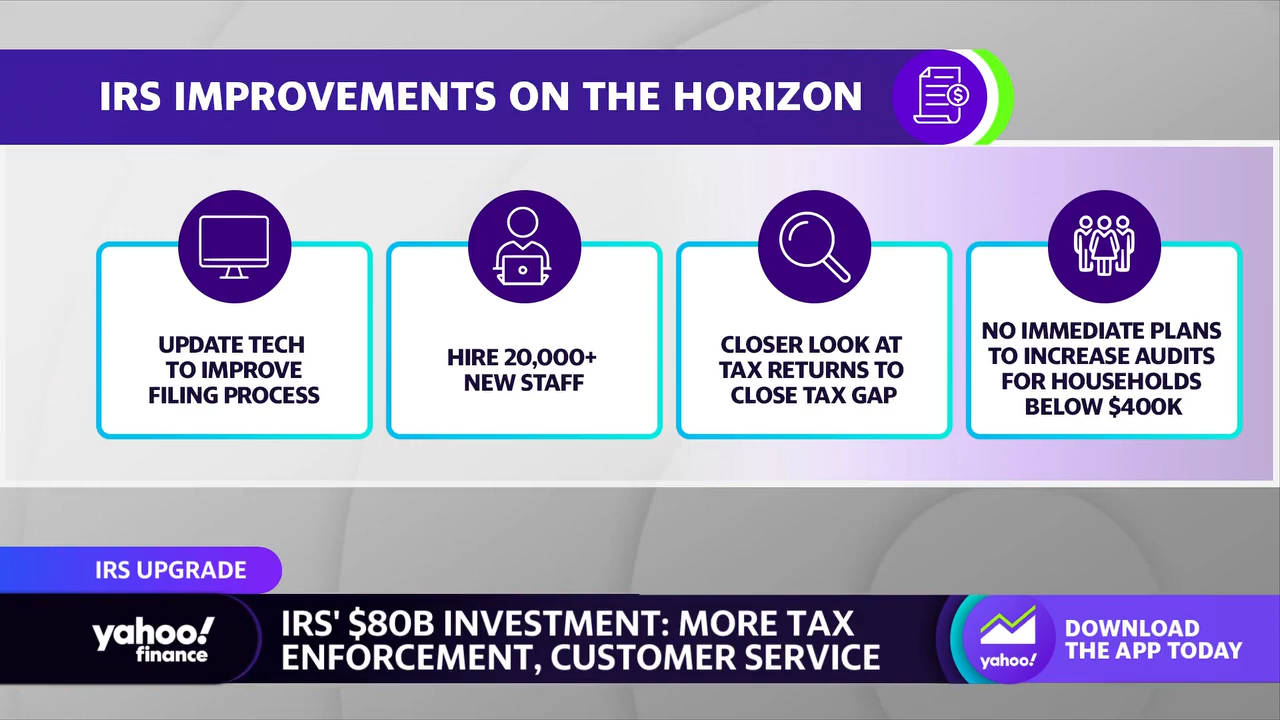 IRS IMPROVEMENTS ON THE HORIZON
$
UPDATE TECH
TO IMPROVE
FILING PROCESS
HIRE 20,000+
NEW STAFF
CLOSER LOOK AT
TAX RETURNS TO
CLOSE TAX GAP
NO IMMEDIATE PLANS
TO INCREASE AUDITS
FOR HOUSEHOLDS
BELOW $400K
IRS UPGRADE
yahoo!
finance
IRS' $80B INVESTMENT: MORE TAX
ENFORCEMENT, CUSTOMER SERVICE
yahoo!
DOWNLOAD
THE APP TODAY